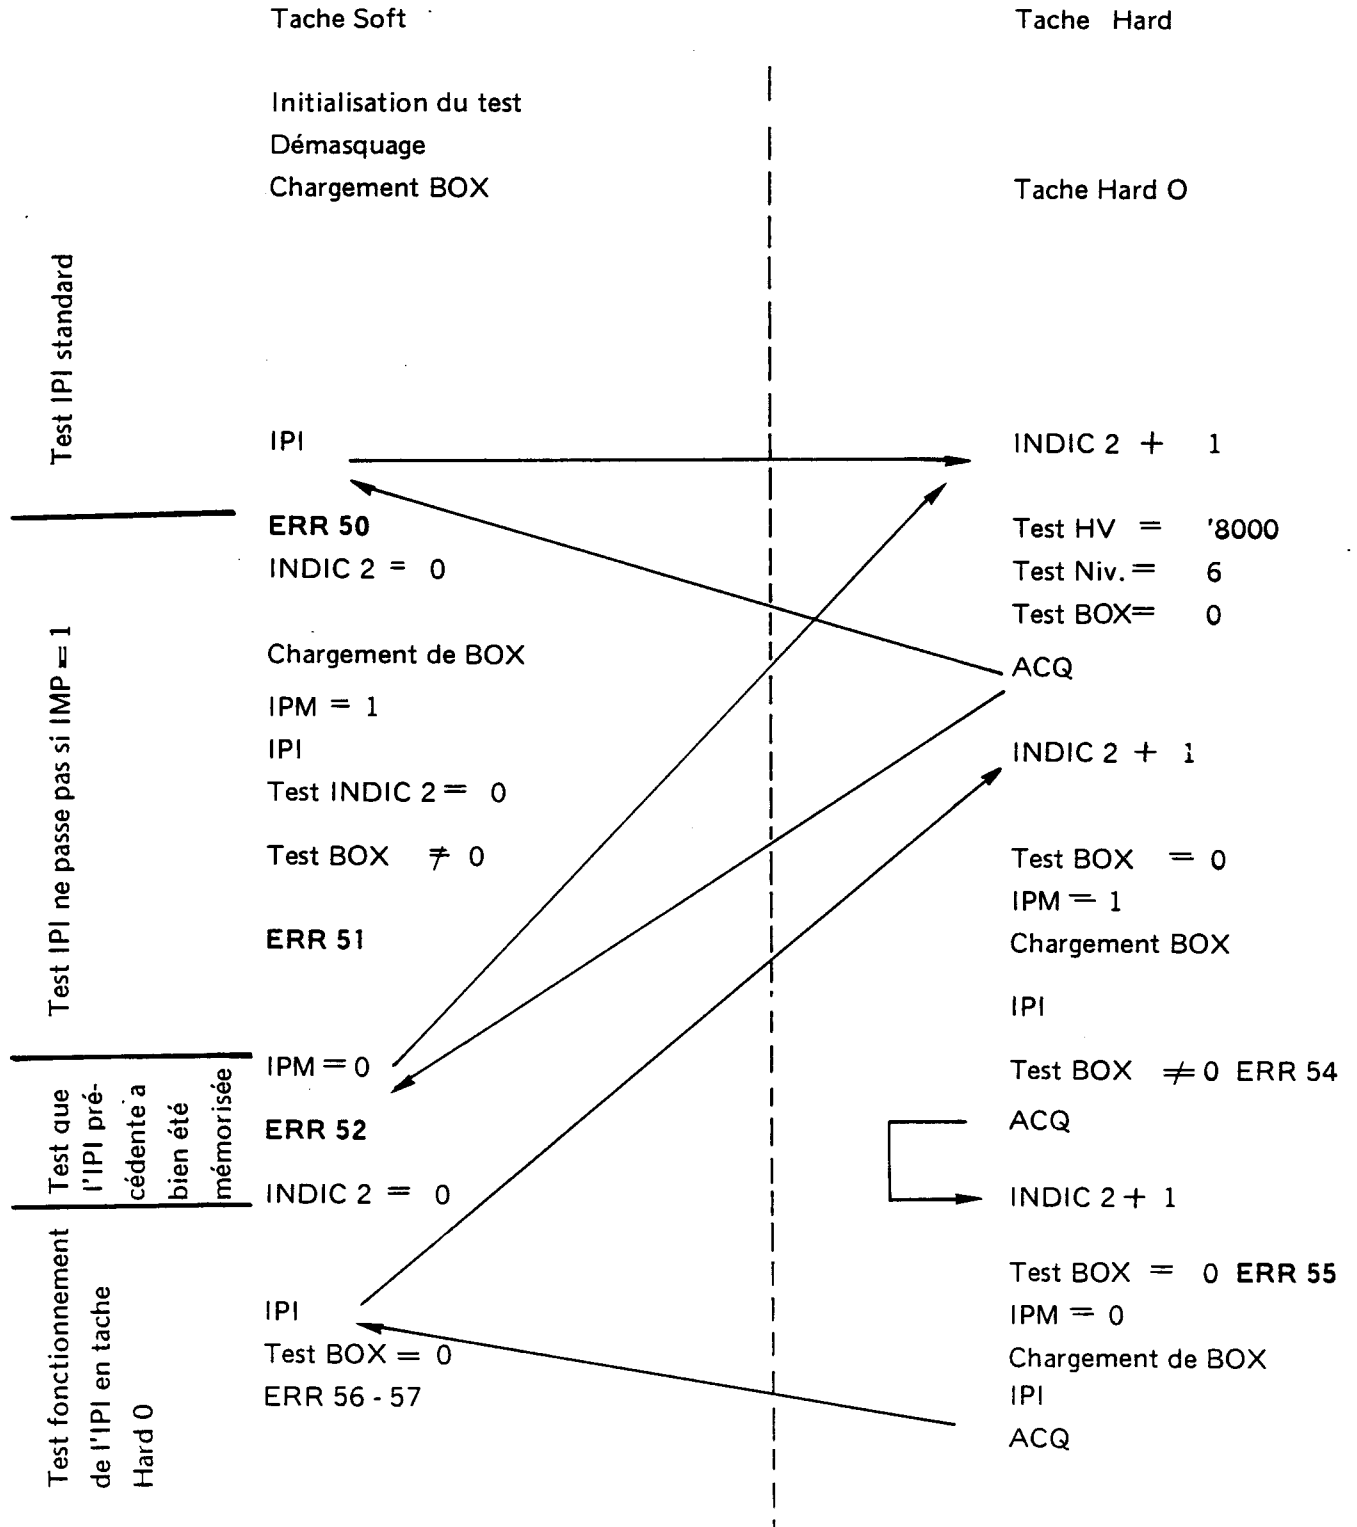 Tache Soft
Tache Hard
Initialisation du test
Démasquage
Chargement BOX
Tache Hard O
Test IPI standard
IPI
INDIC 2 + 1
ERR 50
INDIC 2 = 0
Test HV = '8000
Test Niv. = 6
Test BOX= 0
ACQ
Test IPI ne passe pas si IMP = 1
Chargement de BOX
IPM = 1
IPI
Test INDIC 2 = 0
Test BOX ≠ 0
ERR 51
INDIC 2 + 1
Test BOX = 0
IPM = 1
Chargement BOX
IPI
Test BOX ≠ 0 ERR 54
ACQ
IPM = 0
Test que
l'IPI pré-
cédente a
bien été
mémorisée
ERR 52
INDIC 2 = 0
INDIC 2 + 1
Test BOX = 0 ERR 55
IPM = 0
Chargement de BOX
IPI
ACQ
Test fonctionnement
de l'IPI en tache
Hard 0
IPI
Test BOX = 0
ERR 56 - 57